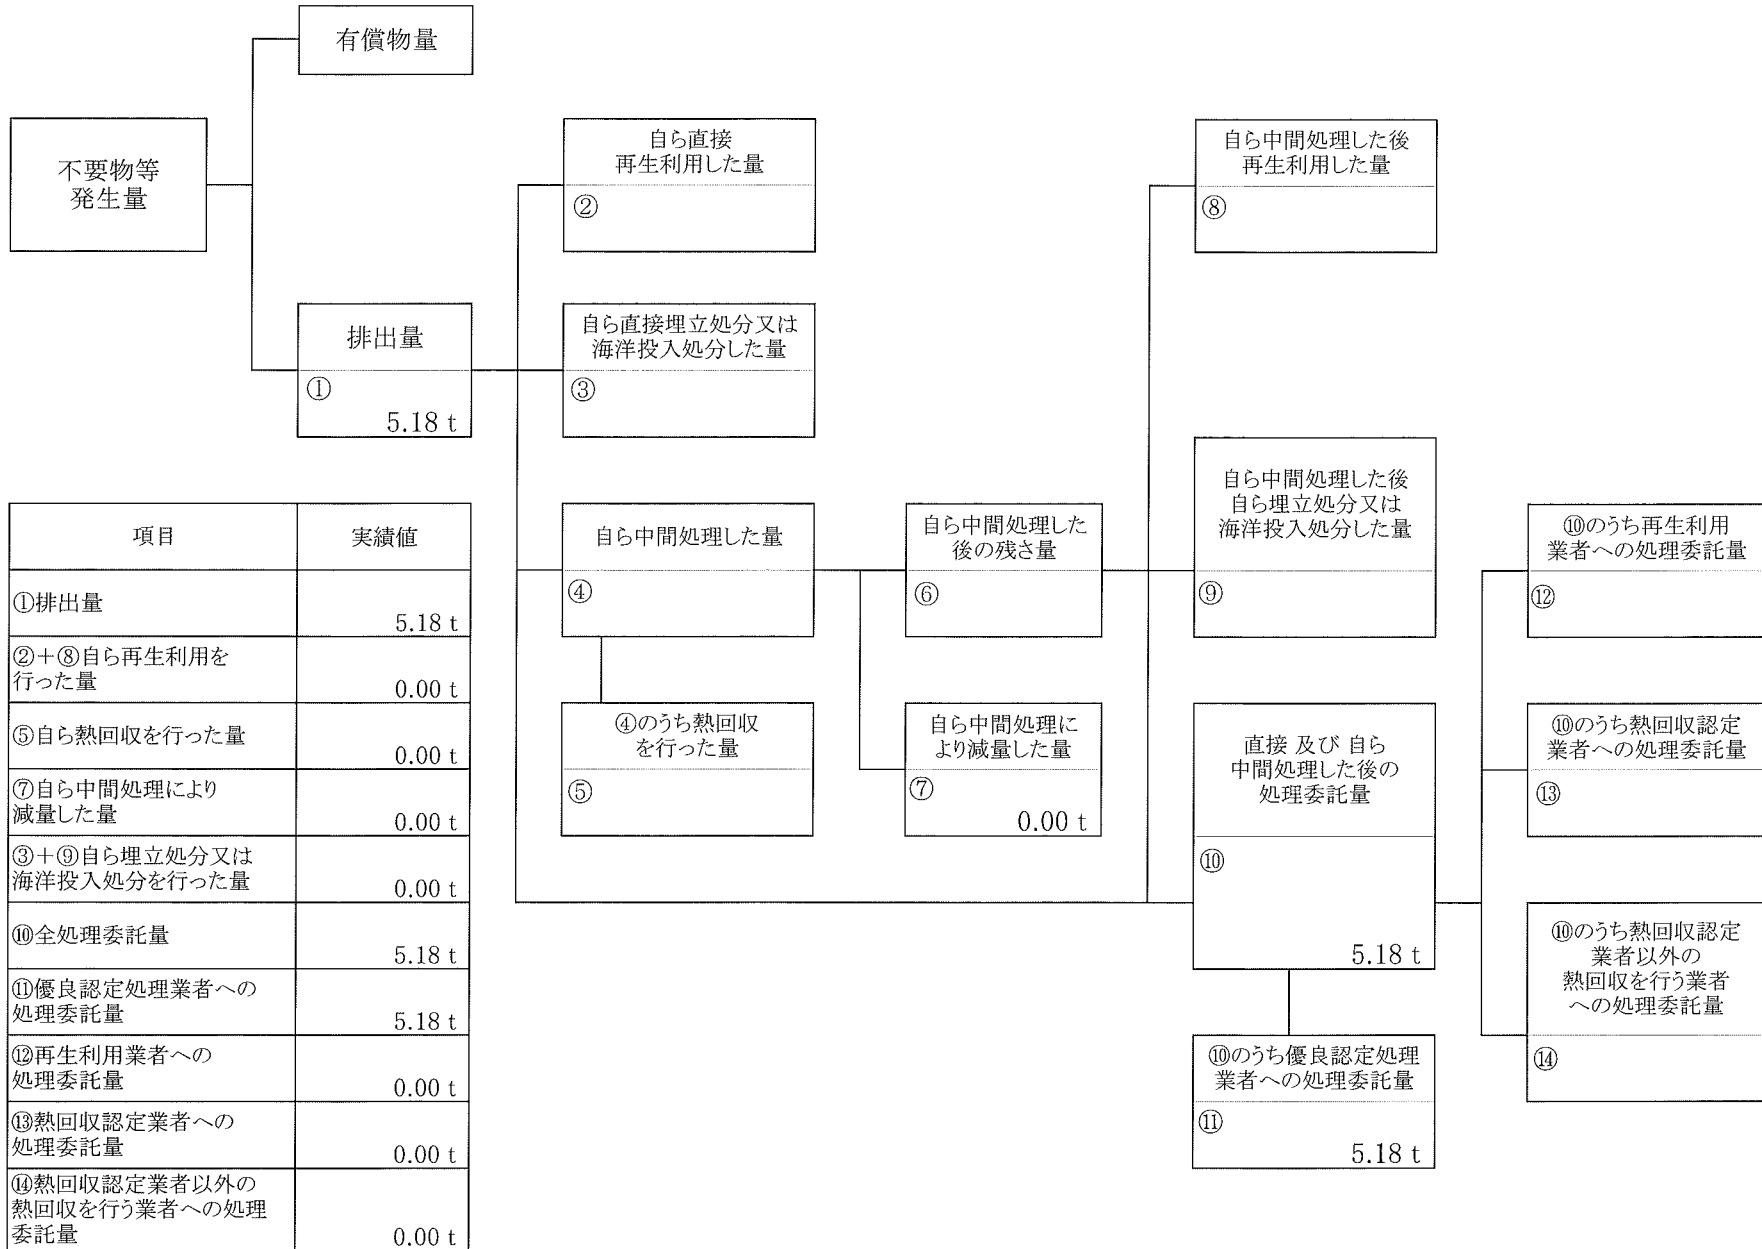 有償物量
不要物等
発生量
自ら直接
再生利用した量
②
自ら中間処理した後
再生利用した量
⑧
排出量
①
5.18 t
自ら直接埋立処分又は
海洋投入処分した量
③
自ら中間処理した量
④
自ら中間処理した
後の残さ量
⑥
自ら中間処理した後
自ら埋立処分又は
海洋投入処分した量
⑨
⑩のうち再生利用
業者への処理委託量
⑫
④のうち熱回収
を行った量
⑤
自ら中間処理に
より減量した量
⑦
0.00 t
直接 及び 自ら
中間処理した後の
処理委託量
⑩
5.18 t
⑩のうち熱回収認定
業者への処理委託量
⑬
⑩のうち熱回収認定
業者以外の
熱回収を行う業者
への処理委託量
⑭
⑩のうち優良認定処理
業者への処理委託量
⑪
5.18 t
項目 実績値
①排出量
5.18 t
②+⑧自ら再生利用を
行った量
0.00 t
⑤自ら熱回収を行った量
0.00 t
⑦自ら中間処理により
減量した量
0.00 t
③+⑨自ら埋立処分又は
海洋投入処分を行った量
0.00 t
⑩全処理委託量
5.18 t
⑪優良認定処理業者への
処理委託量
5.18 t
⑫再生利用業者への
処理委託量
0.00 t
⑬熱回収認定業者への
処理委託量
0.00 t
⑭熱回収認定業者以外の
熱回収を行う業者への処理
委託量
0.00 t